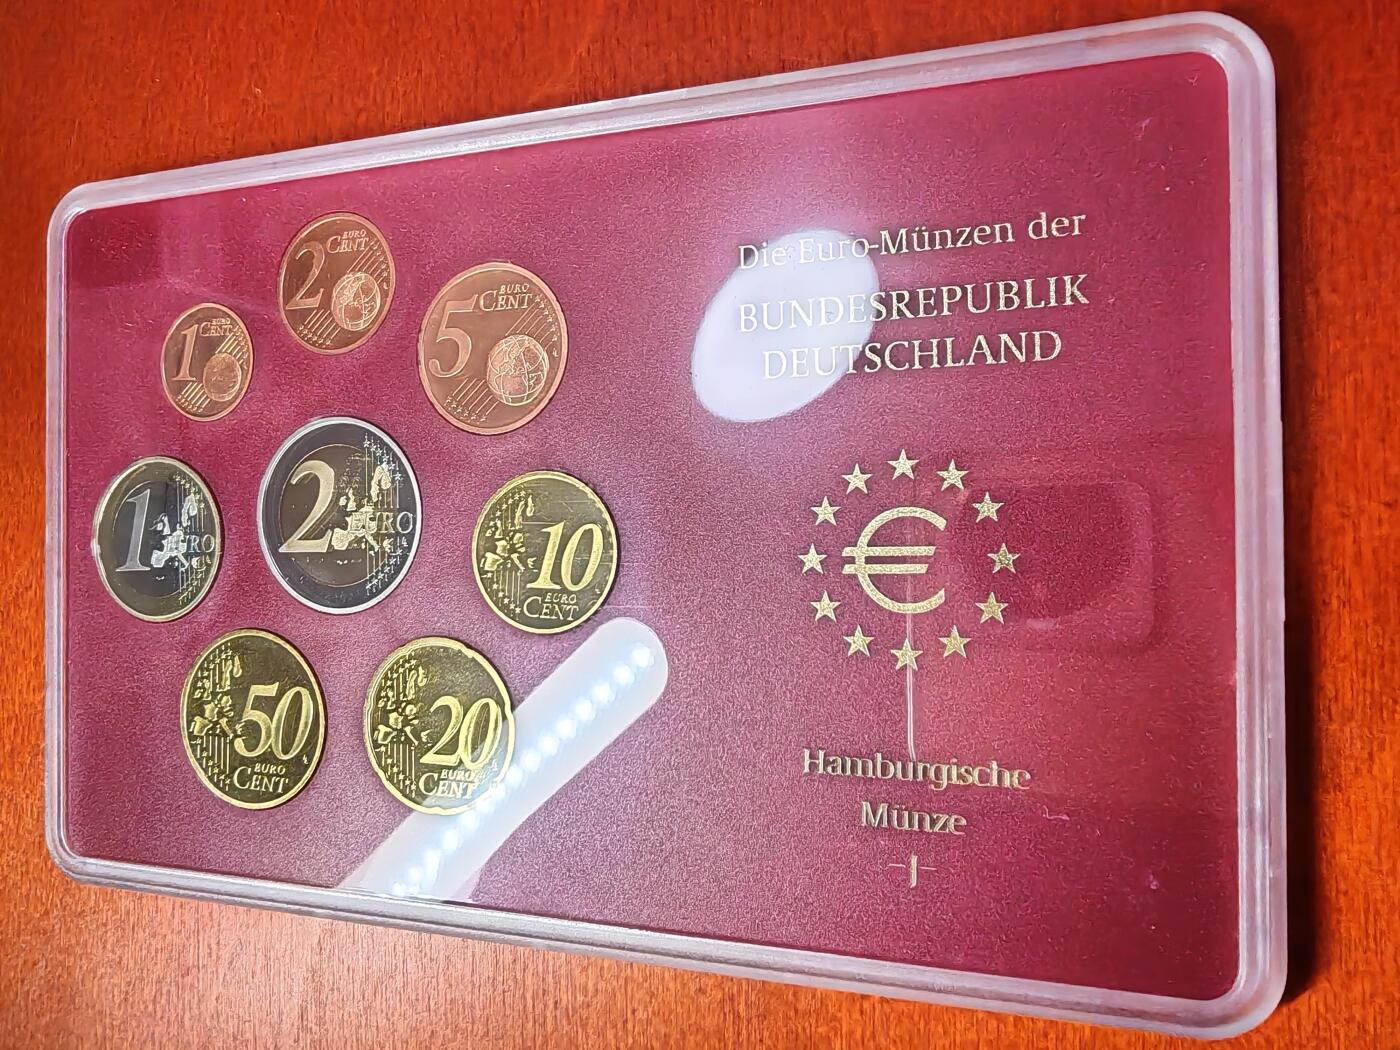 Die Euro-Münzen der
BUNDESREPUBLIK
DEUTSCHLAND
€
Hamburgische
Münze
-J-
1 EURO CENT
2 EURO CENT
5 EURO CENT
1 EURO
2 EURO
10 EURO CENT
50 EURO CENT
20 EURO CENT